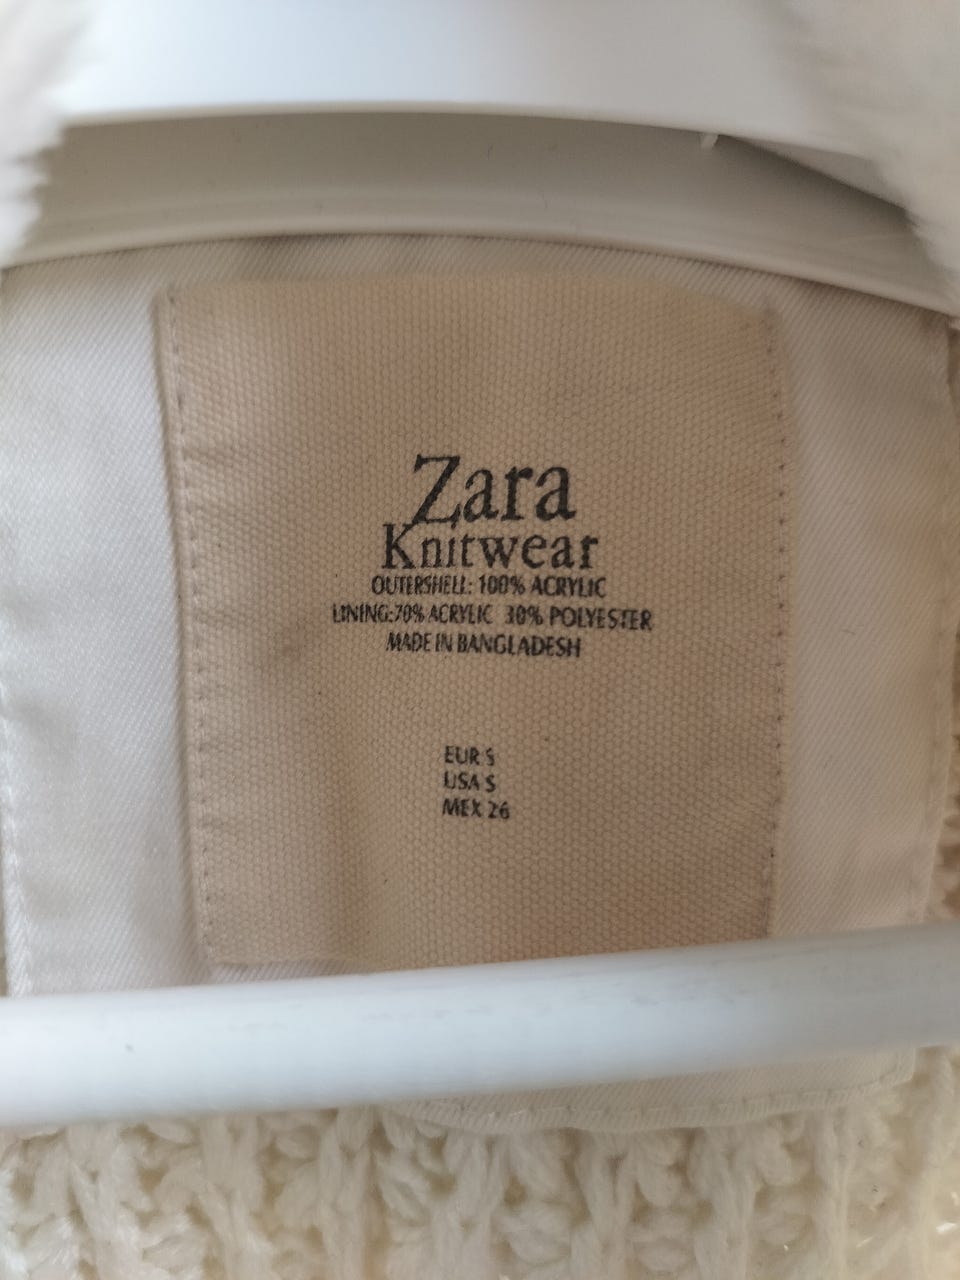 Zara
Knitwear
OUTERSHELL: 100% ACRYLIC
LINING:70% ACRYLIC 30% POLYESTER
MADE IN BANGLADESH
EUR S
USA S
MEX 26